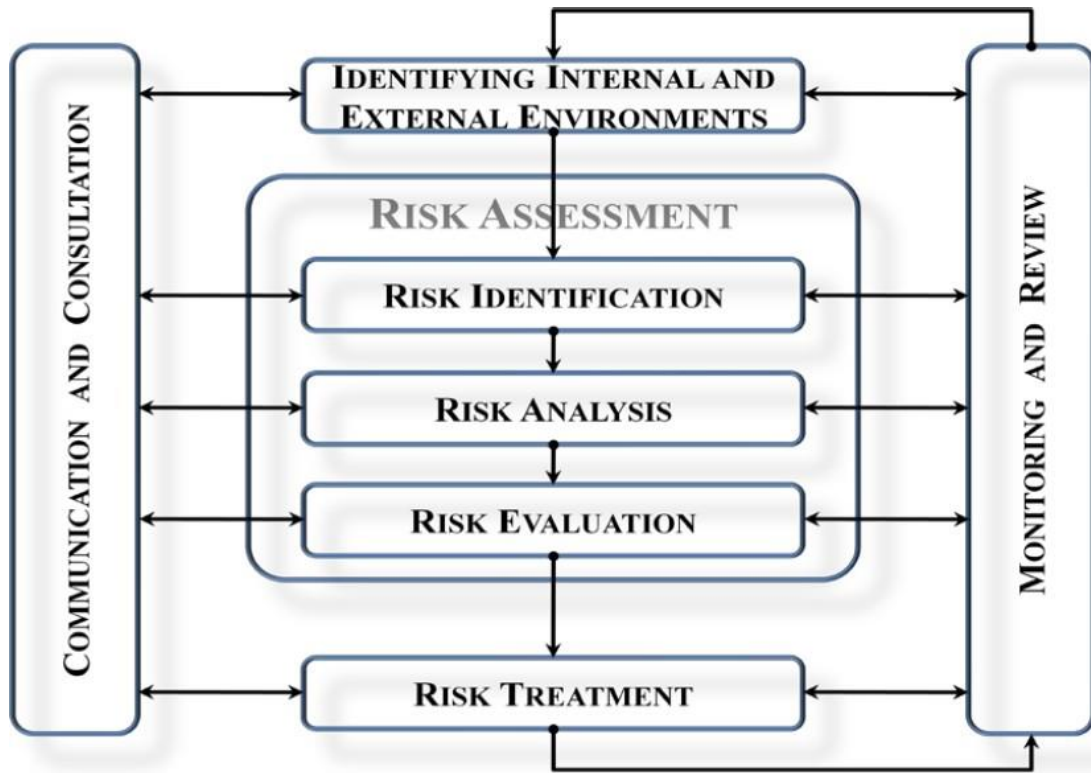 IDENTIFYING INTERNAL AND
EXTERNAL ENVIRONMENTS
RISK ASSESSMENT
RISK IDENTIFICATION
RISK ANALYSIS
RISK EVALUATION
RISK TREATMENT
COMMUNICATION AND CONSULTATION
MONITORING AND REVIEW